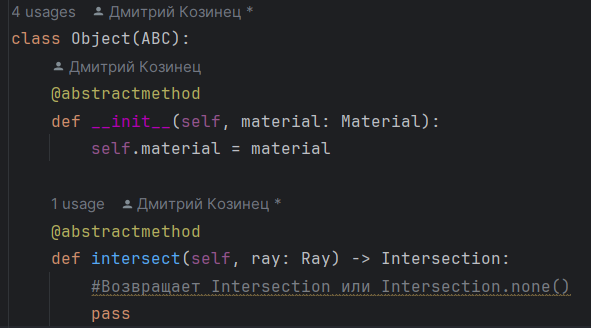 4 usages Дмитрий Козинец *
class Object(ABC):
Дмитрий Козинец
@abstractmethod
def __init__(self, material: Material):
self.material = material
1 usage Дмитрий Козинец *
@abstractmethod
def intersect(self, ray: Ray) -> Intersection:
#Возвращает Intersection или Intersection.none()
pass